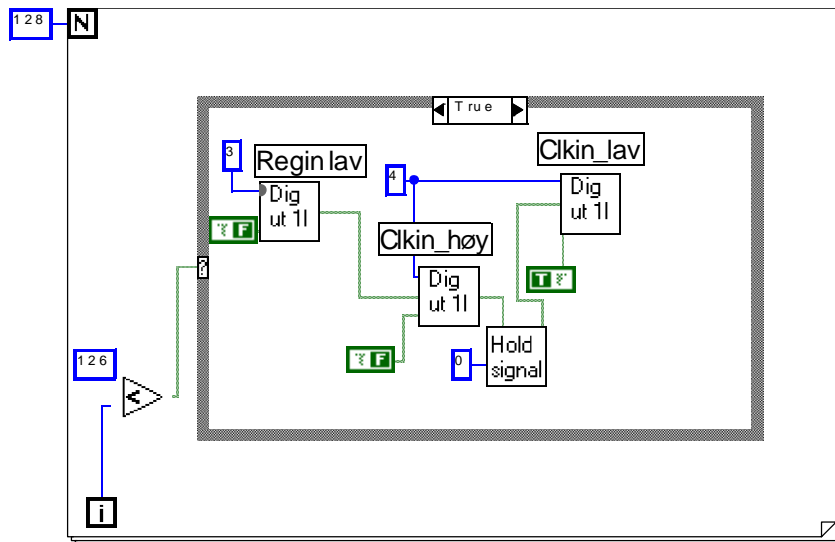 128
N
True
3
Regin lav
Dig
ut 1l
F
4
Clkin_lav
Dig
ut 1l
T
Clkin_høy
Dig
ut 1l
F
?
0
Hold
signal
126
<
i